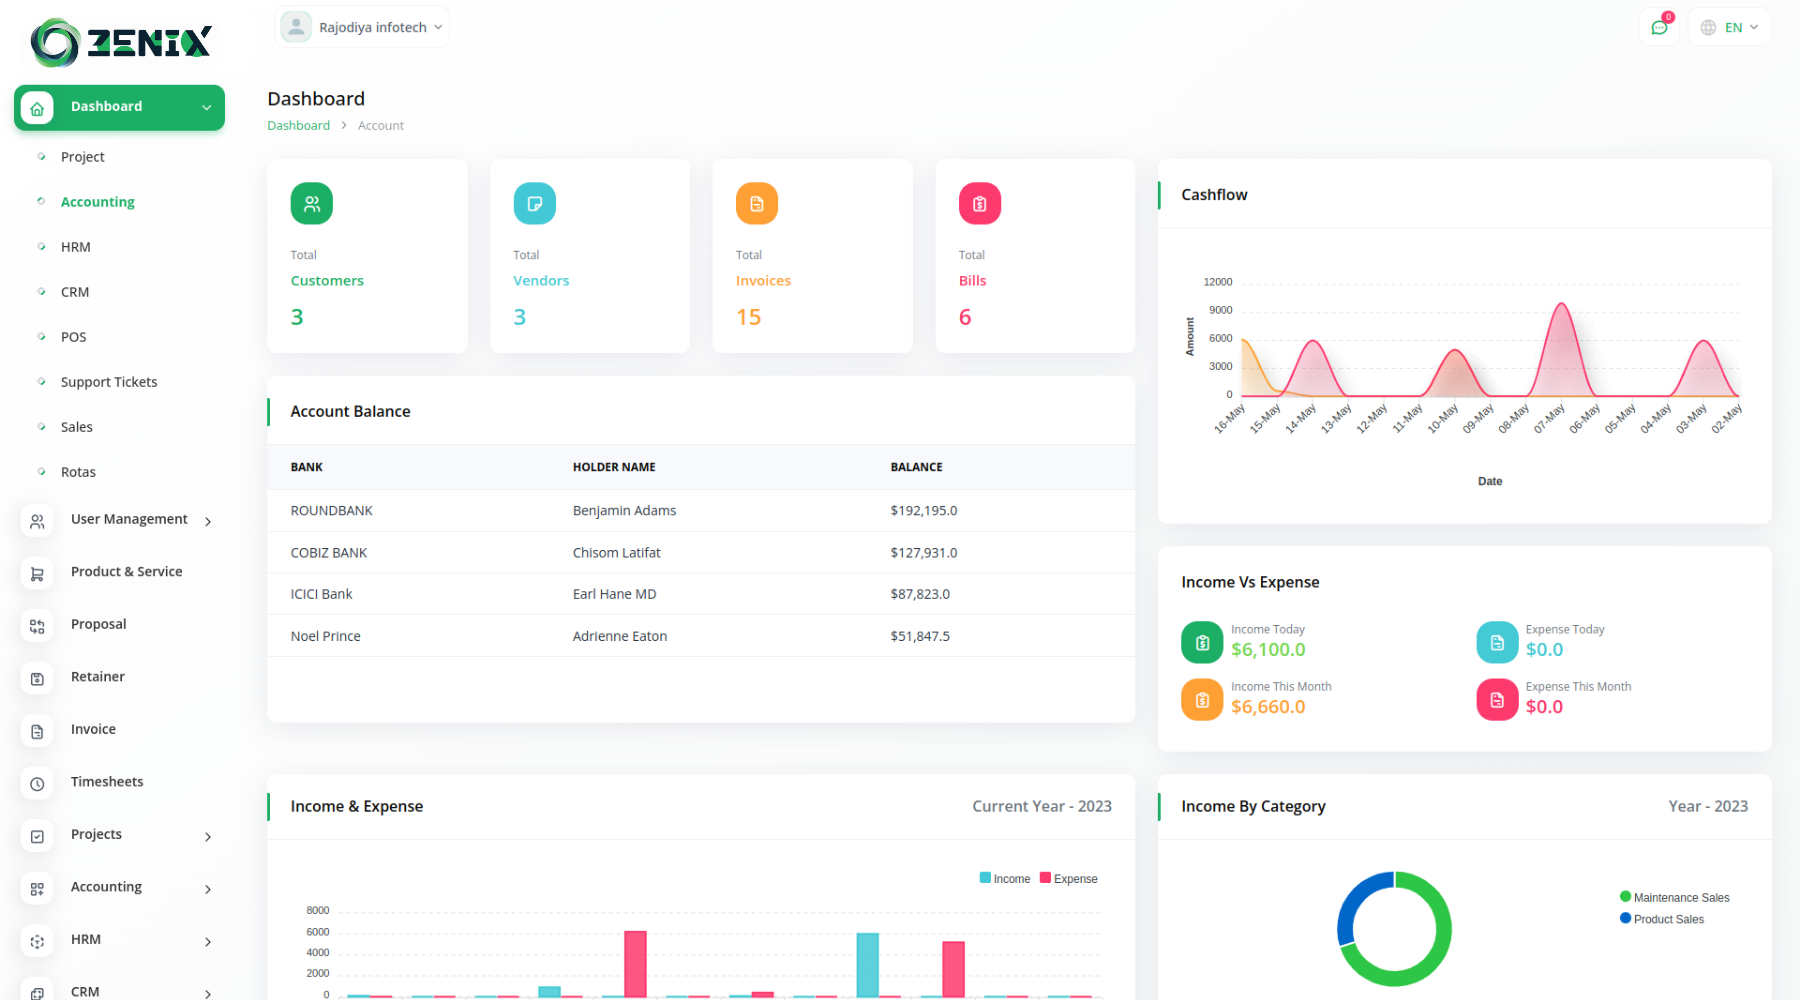 ZENIX
Rajodiya infotech
0
EN
Dashboard
Project
Accounting
HRM
CRM
POS
Support Tickets
Sales
Rotas
User Management
Product & Service
Proposal
Retainer
Invoice
Timesheets
Projects
Accounting
HRM
CRM
Dashboard
Dashboard > Account
Total
Customers
3
Total
Vendors
3
Total
Invoices
15
Total
Bills
6
Account Balance
BANK HOLDER NAME BALANCE
ROUNDBANK Benjamin Adams $192,195.0
COBIZ BANK Chisom Latifat $127,931.0
ICICI Bank Earl Hane MD $87,823.0
Noel Prince Adrienne Eaton $51,847.5
Cashflow
Amount
12000
9000
6000
3000
0
16-May 15-May 14-May 13-May 12-May 11-May 10-May 09-May 08-May 07-May 06-May 05-May 04-May 03-May 02-May
Date
Income Vs Expense
Income Today
$6,100.0
Expense Today
$0.0
Income This Month
$6,660.0
Expense This Month
$0.0
Income & Expense Current Year - 2023
Income Expense
8000
6000
4000
2000
0
Income By Category Year - 2023
Maintenance Sales
Product Sales